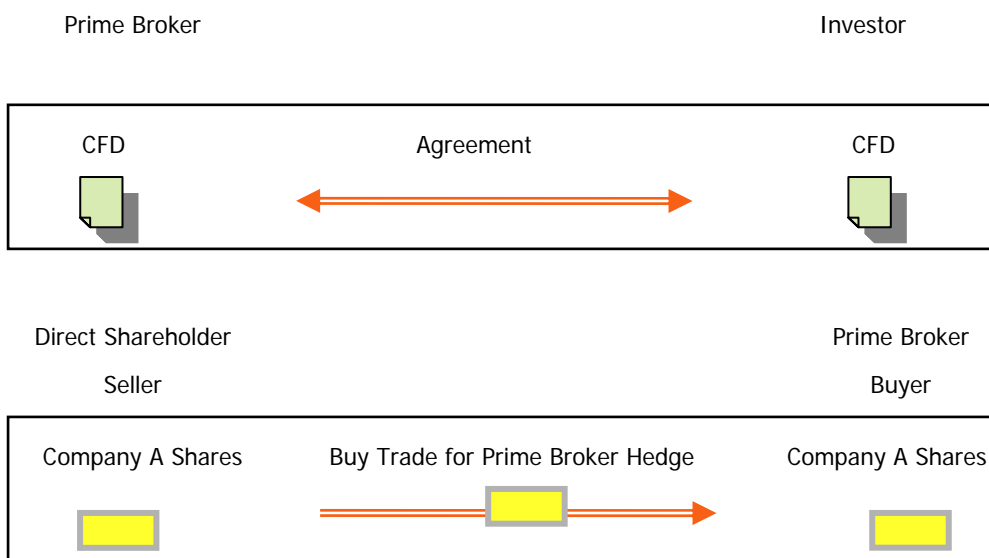 Prime Broker Investor
CFD Agreement CFD
Direct Shareholder Prime Broker
Seller Buyer
Company A Shares Buy Trade for Prime Broker Hedge Company A Shares